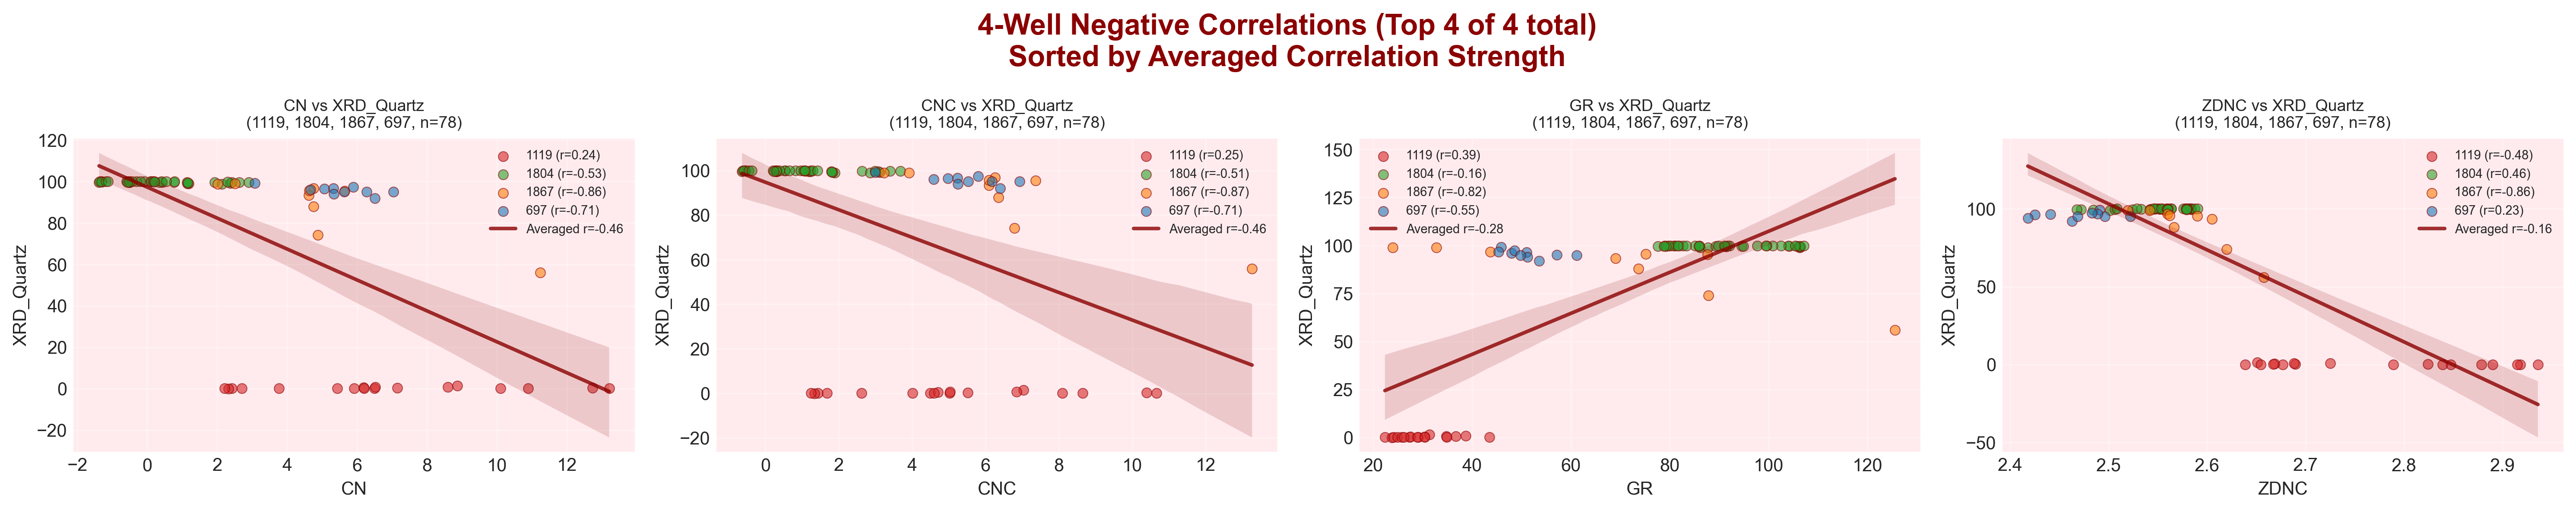 4-Well Negative Correlations (Top 4 of 4 total)
Sorted by Averaged Correlation Strength
CN vs XRD_Quartz
(1119, 1804, 1867, 697, n=78)
1119 (r=0.24)
1804 (r=-0.53)
1867 (r=-0.86)
697 (r=-0.71)
Averaged r=-0.46
120
100
80
60
40
20
0
−20
XRD_Quartz
−2 0 2 4 6 8 10 12
CN
CNC vs XRD_Quartz
(1119, 1804, 1867, 697, n=78)
1119 (r=0.25)
1804 (r=-0.51)
1867 (r=-0.87)
697 (r=-0.71)
Averaged r=-0.46
100
80
60
40
20
0
−20
XRD_Quartz
0 2 4 6 8 10 12
CNC
GR vs XRD_Quartz
(1119, 1804, 1867, 697, n=78)
1119 (r=0.39)
1804 (r=-0.16)
1867 (r=-0.82)
697 (r=-0.55)
Averaged r=-0.28
150
125
100
75
50
25
0
XRD_Quartz
20 40 60 80 100 120
GR
ZDNC vs XRD_Quartz
(1119, 1804, 1867, 697, n=78)
1119 (r=-0.48)
1804 (r=0.46)
1867 (r=-0.86)
697 (r=0.23)
Averaged r=-0.16
100
50
0
−50
XRD_Quartz
2.4 2.5 2.6 2.7 2.8 2.9
ZDNC